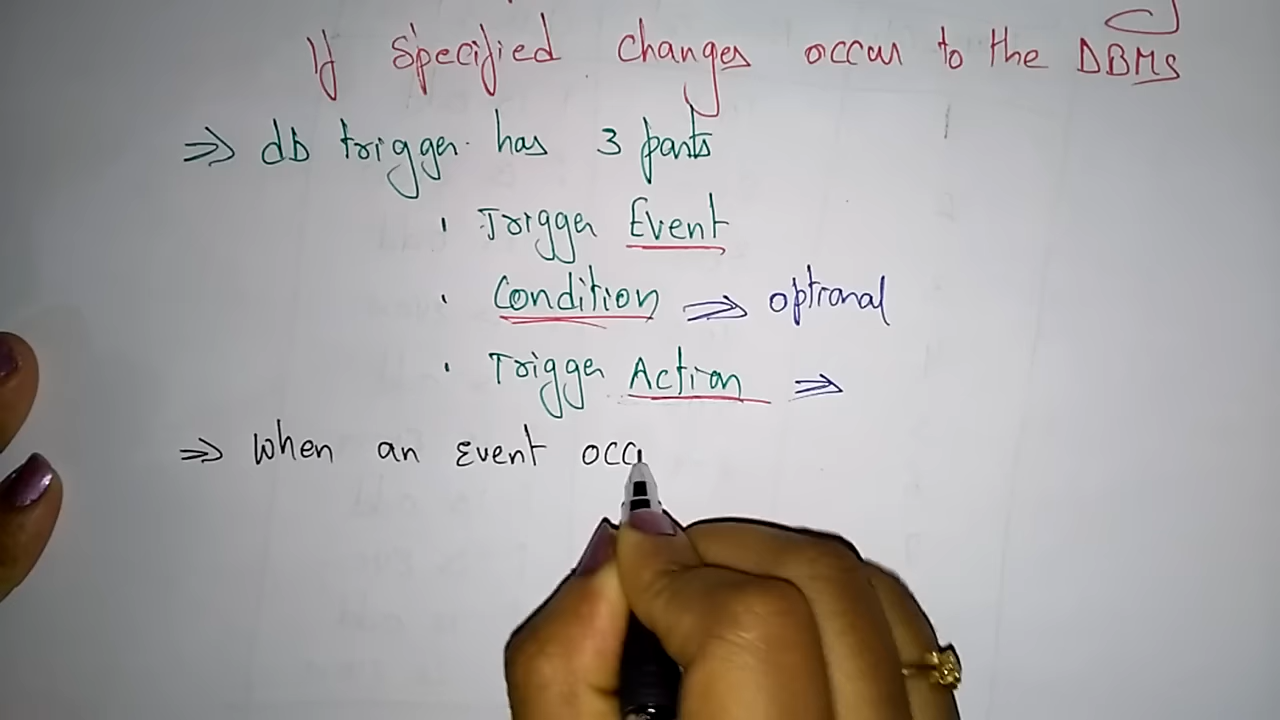 If specified changes occur to the DBMS
⇒ db trigger has 3 parts
· Trigger Event
· Condition ⇒ optional
· Trigger Action ⇒
⇒ When an Event occ